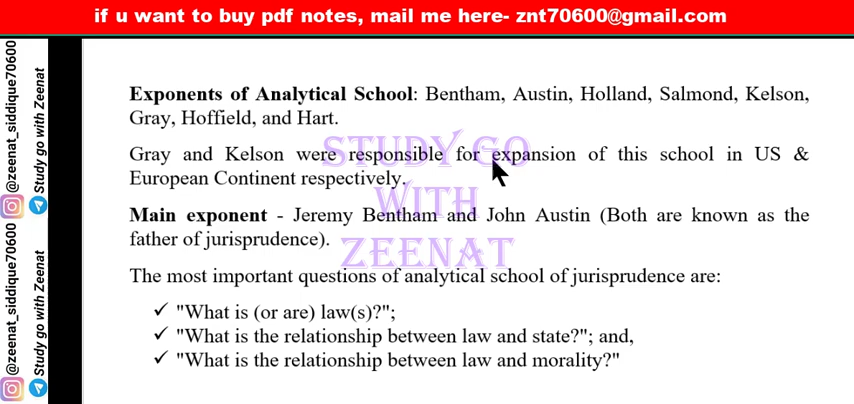 if u want to buy pdf notes, mail me here- znt70600@gmail.com
Exponents of Analytical School: Bentham, Austin, Holland, Salmond, Kelson,
Gray, Hoffield, and Hart.
Gray and Kelson were responsible for expansion of this school in US &
European Continent respectively.
Main exponent - Jeremy Bentham and John Austin (Both are known as the
father of jurisprudence).
The most important questions of analytical school of jurisprudence are:
✓ "What is (or are) law(s)?";
✓ "What is the relationship between law and state?"; and,
✓ "What is the relationship between law and morality?"
STUDY GO
WITH
ZEENAT
@zeenat_siddique70600
Study go with Zeenat
@zeenat_siddique70600
Study go with Zeenat